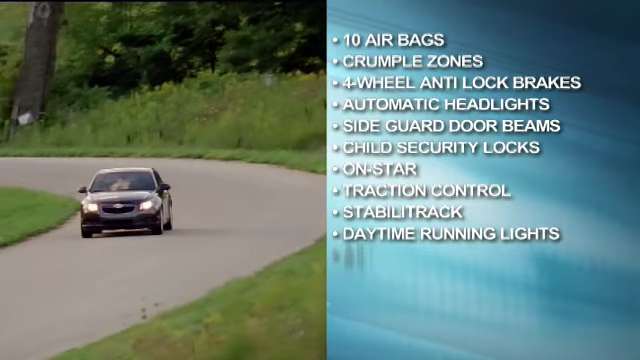 • 10 AIR BAGS
• CRUMPLE ZONES
• 4-WHEEL ANTI LOCK BRAKES
• AUTOMATIC HEADLIGHTS
• SIDE GUARD DOOR BEAMS
• CHILD SECURITY LOCKS
• ON-STAR
• TRACTION CONTROL
• STABILITRACK
• DAYTIME RUNNING LIGHTS